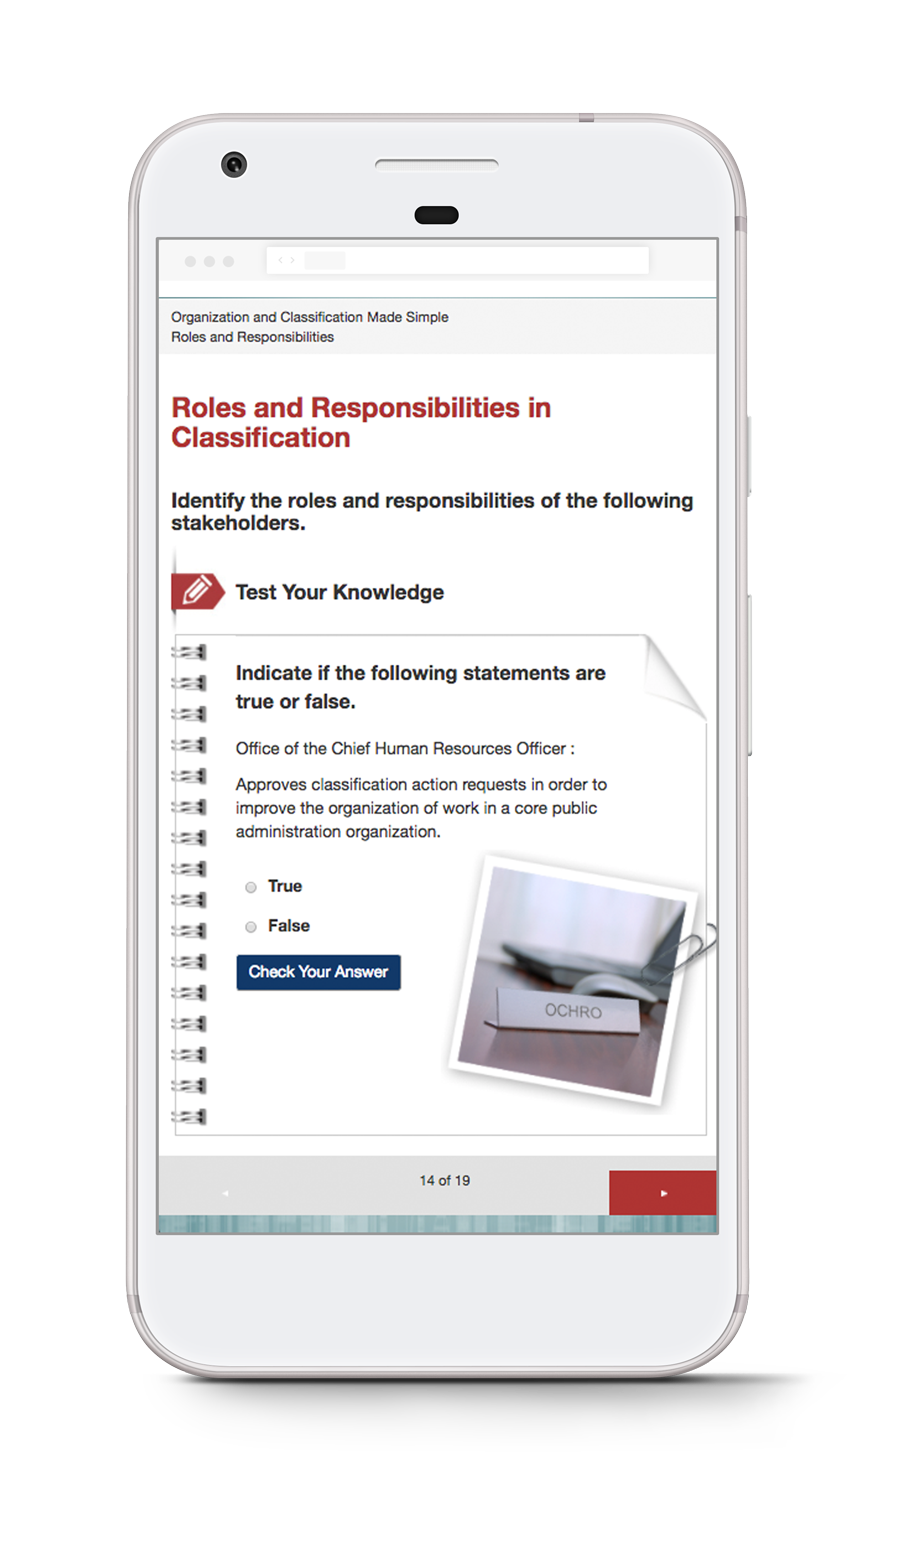 Organization and Classification Made Simple
Roles and Responsibilities
Roles and Responsibilities in
Classification
Identify the roles and responsibilities of the following
stakeholders.
Test Your Knowledge
Indicate if the following statements are
true or false.
Office of the Chief Human Resources Officer :
Approves classification action requests in order to
improve the organization of work in a core public
administration organization.
True
False
Check Your Answer
OCHRO
14 of 19